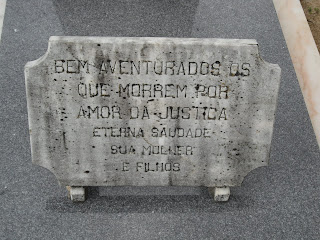 BEM AVENTURADOS OS
QUE MORREM POR
AMOR DA JUSTIÇA
ETERNA SAUDADE
SUA MULHER
E FILHOS